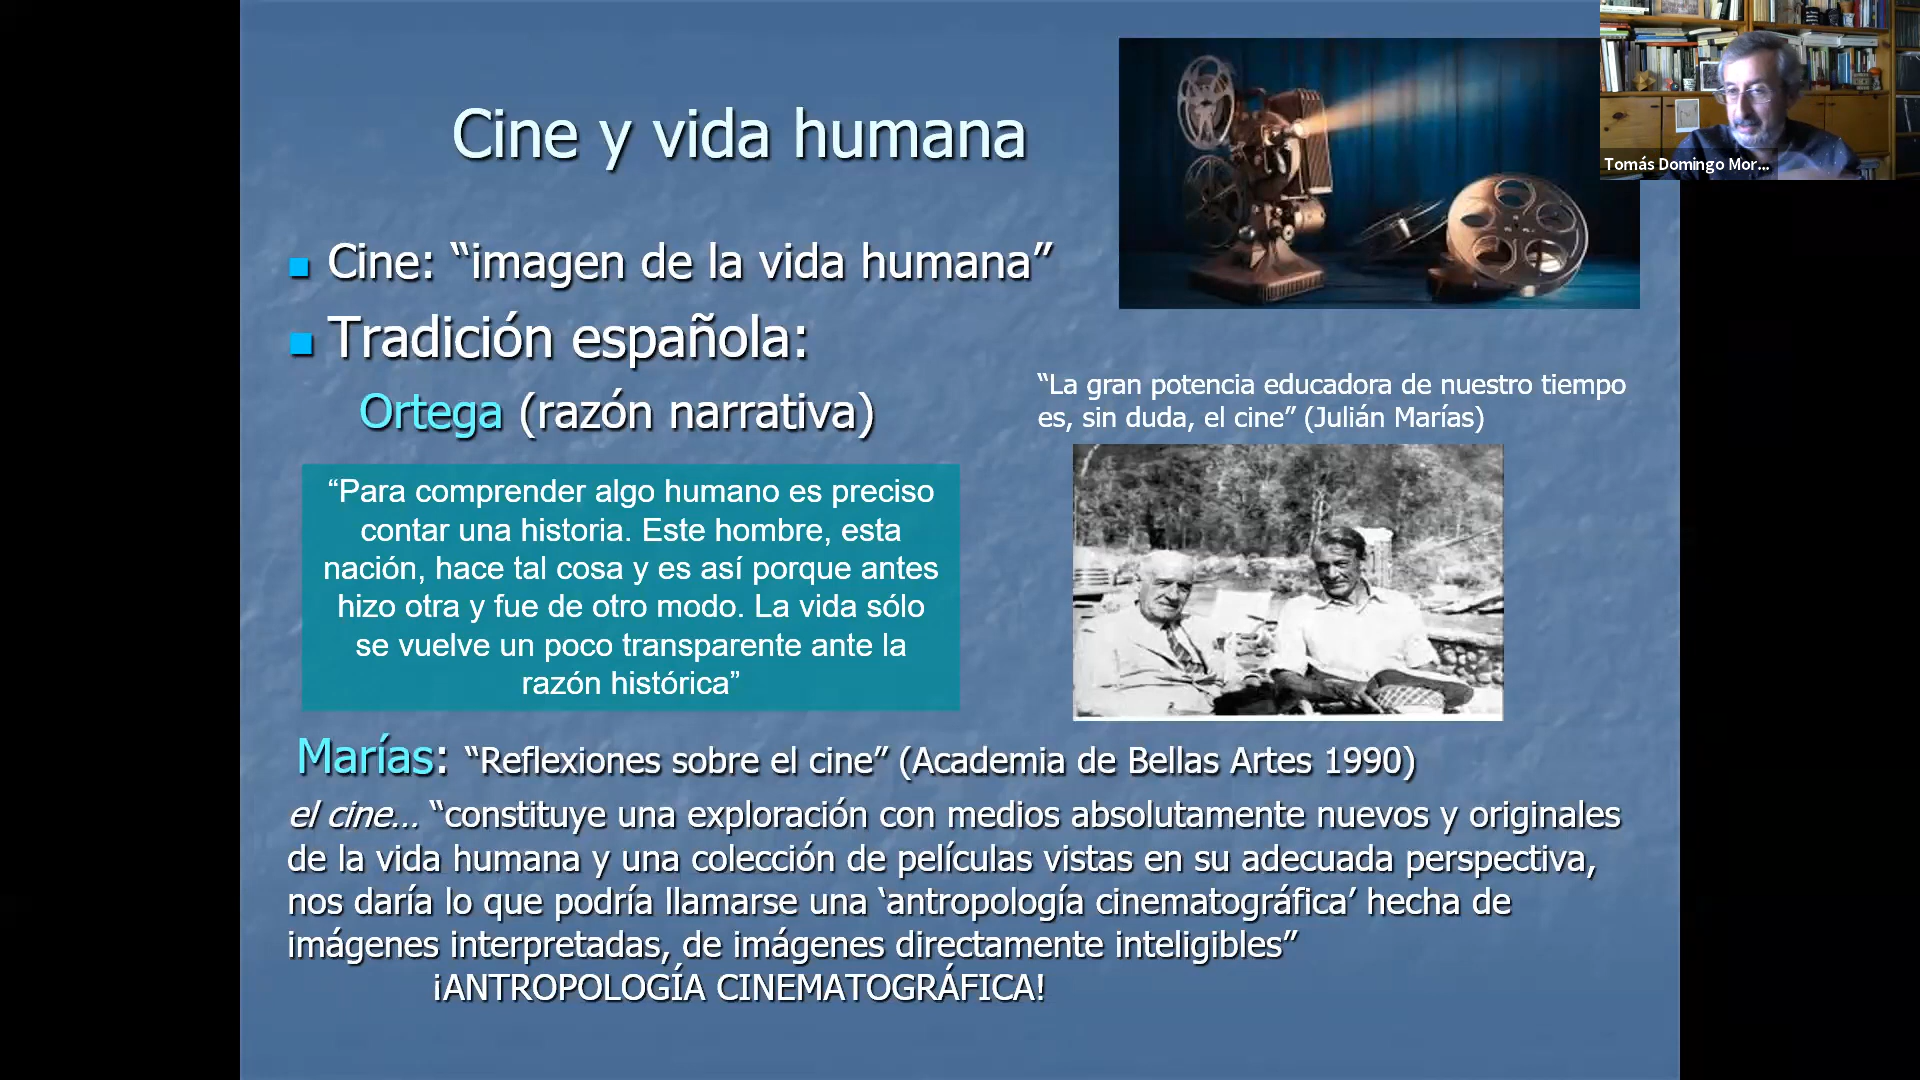 Cine y vida humana
Tomás Domingo Mor...
Cine: “imagen de la vida humana”
Tradición española:
Ortega (razón narrativa)
“La gran potencia educadora de nuestro tiempo
es, sin duda, el cine” (Julián Marías)
“Para comprender algo humano es preciso
contar una historia. Este hombre, esta
nación, hace tal cosa y es así porque antes
hizo otra y fue de otro modo. La vida sólo
se vuelve un poco transparente ante la
razón histórica”
Marías: “Reflexiones sobre el cine” (Academia de Bellas Artes 1990)
el cine... “constituye una exploración con medios absolutamente nuevos y originales
de la vida humana y una colección de películas vistas en su adecuada perspectiva,
nos daría lo que podría llamarse una ‘antropología cinematográfica’ hecha de
imágenes interpretadas, de imágenes directamente inteligibles”
¡ANTROPOLOGÍA CINEMATOGRÁFICA!